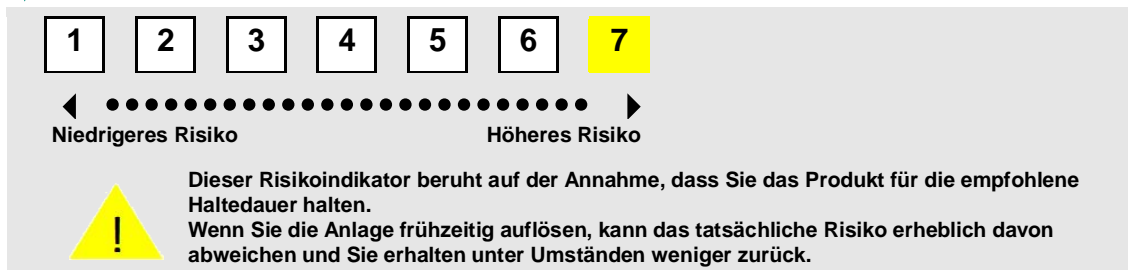 1 2 3 4 5 6 7
Niedrigeres Risiko Höheres Risiko
Dieser Risikoindikator beruht auf der Annahme, dass Sie das Produkt für die empfohlene
Haltedauer halten.
!
Wenn Sie die Anlage frühzeitig auflösen, kann das tatsächliche Risiko erheblich davon
abweichen und Sie erhalten unter Umständen weniger zurück.